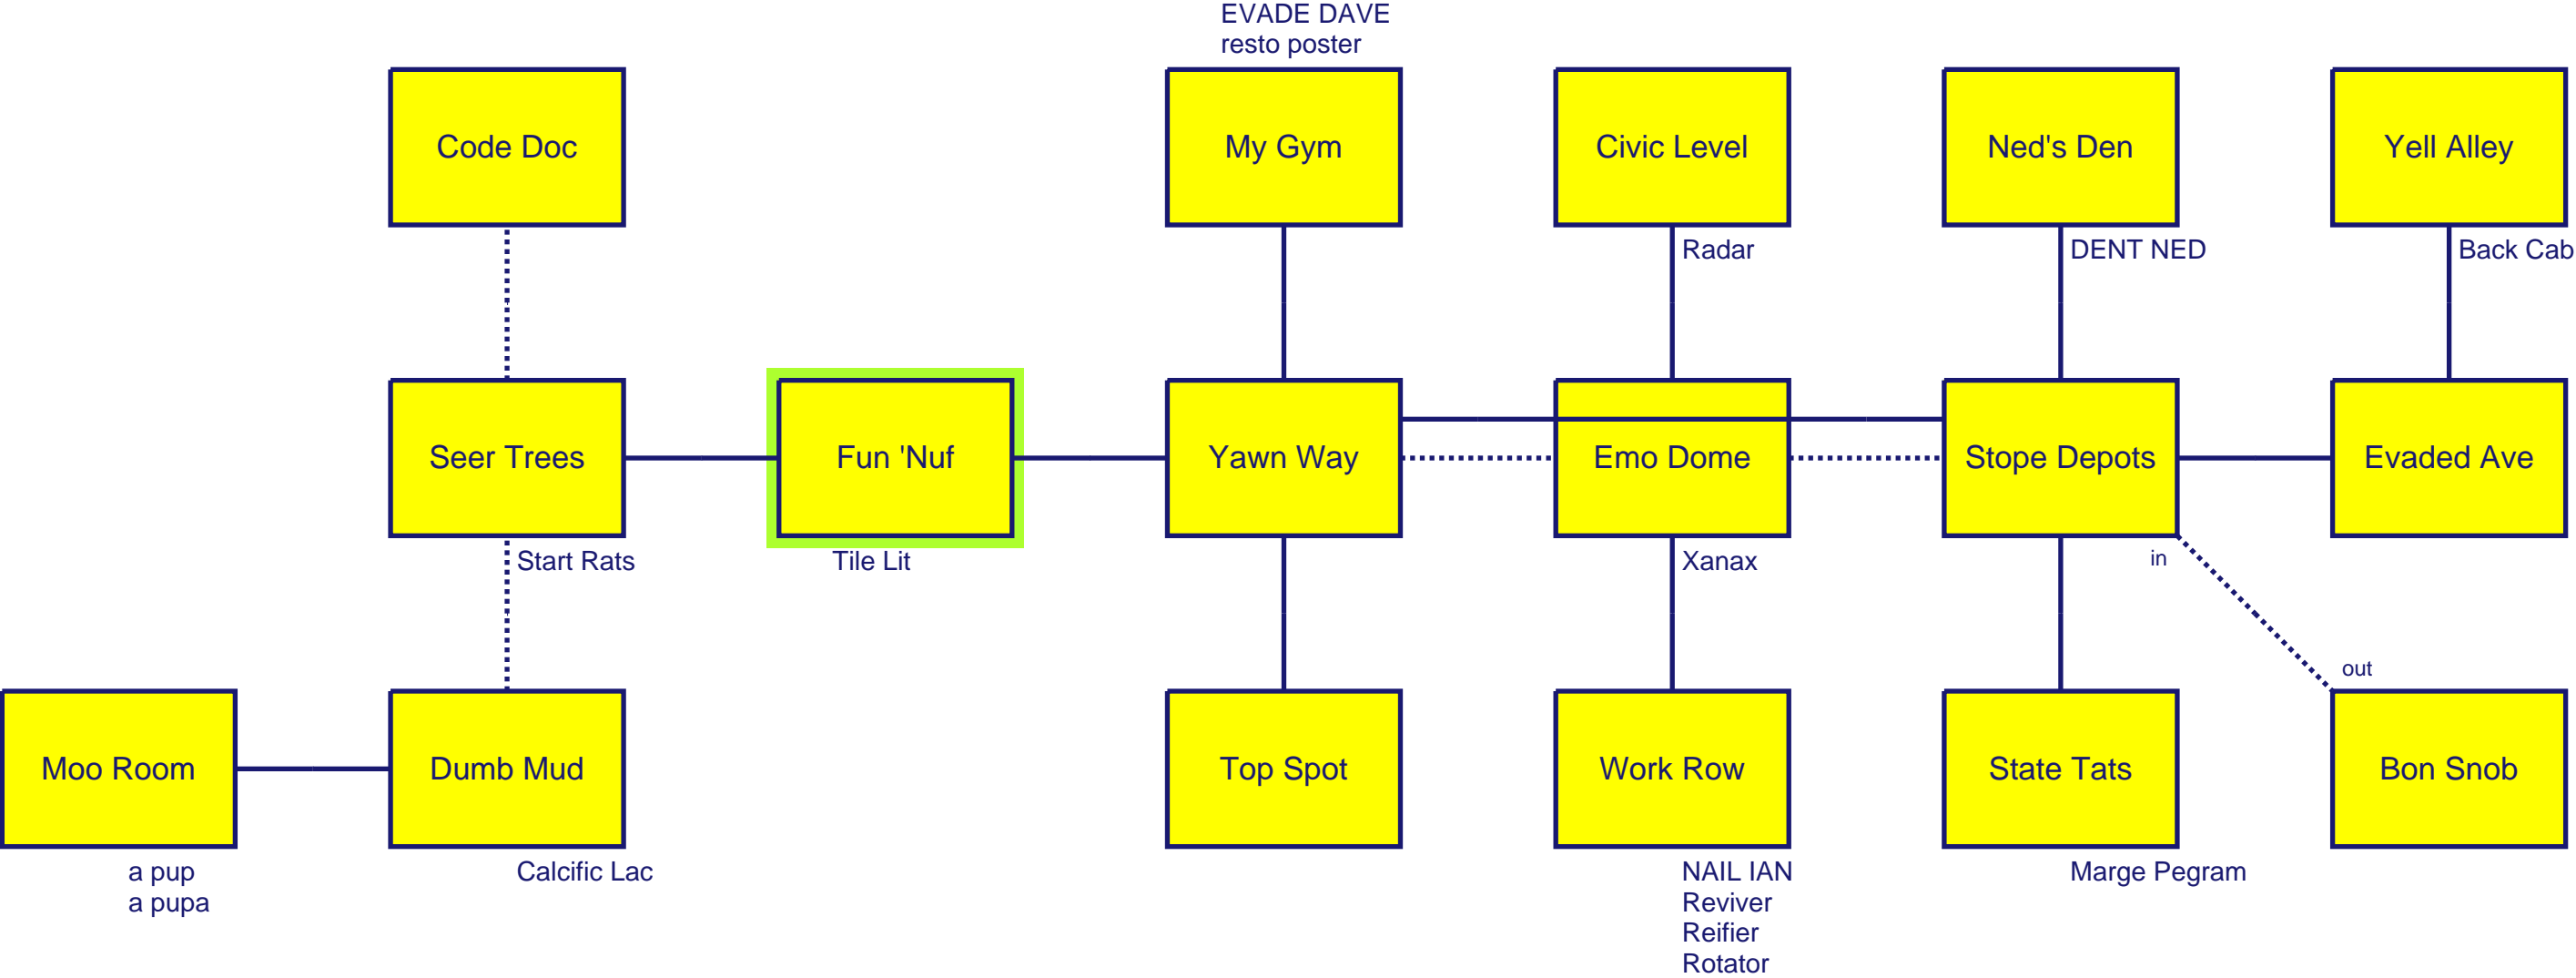 EVADE DAVE
resto poster
Code Doc
My Gym
Civic Level
Ned's Den
Yell Alley
Radar
DENT NED
Back Cab
Seer Trees
Fun 'Nuf
Yawn Way
Emo Dome
Stope Depots
Evaded Ave
Start Rats
Tile Lit
Xanax
in
out
Moo Room
Dumb Mud
Top Spot
Work Row
State Tats
Bon Snob
a pup
a pupa
Calcific Lac
NAIL IAN
Reviver
Reifier
Rotator
Marge Pegram